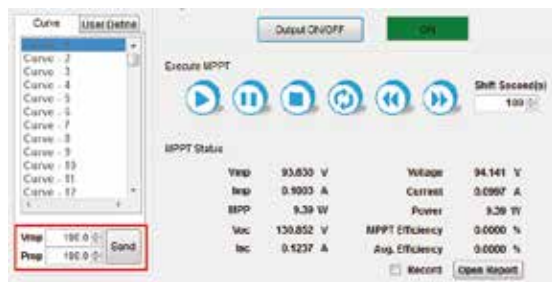 Curve
User Define
Output ON/OFF
ON
Curve - 2
Curve - 3
Curve - 4
Curve - 5
Curve - 6
Curve - 7
Curve - 8
Curve - 9
Curve - 10
Curve - 11
Curve - 12
Execute MPPT
Shift Second(s)
100
MPPT Status
Vmp 93.830 V
Imp 0.1003 A
MPP 9.39 W
Voc 130.852 V
Isc 0.1237 A
Voltage 94.141 V
Current 0.0997 A
Power 9.39 W
MPPT Efficiency 0.0000 %
Avg. Efficiency 0.0000 %
Record
Open Report
Vmp 100.0
Pmp 100.0
Send